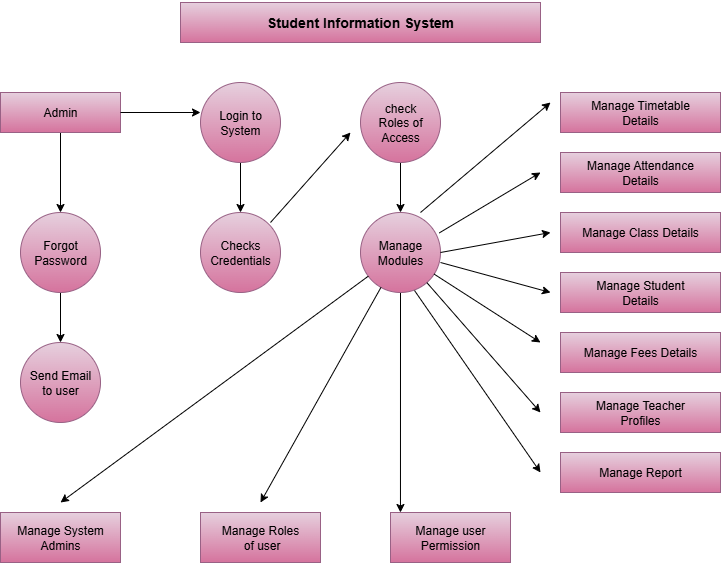 Student Information System
Admin
Login to
System
check
Roles of
Access
Manage Timetable
Details
Manage Attendance
Details
Forgot
Password
Checks
Credentials
Manage
Modules
Manage Class Details
Manage Student
Details
Manage Fees Details
Send Email
to user
Manage Teacher
Profiles
Manage Report
Manage System
Admins
Manage Roles
of user
Manage user
Permission